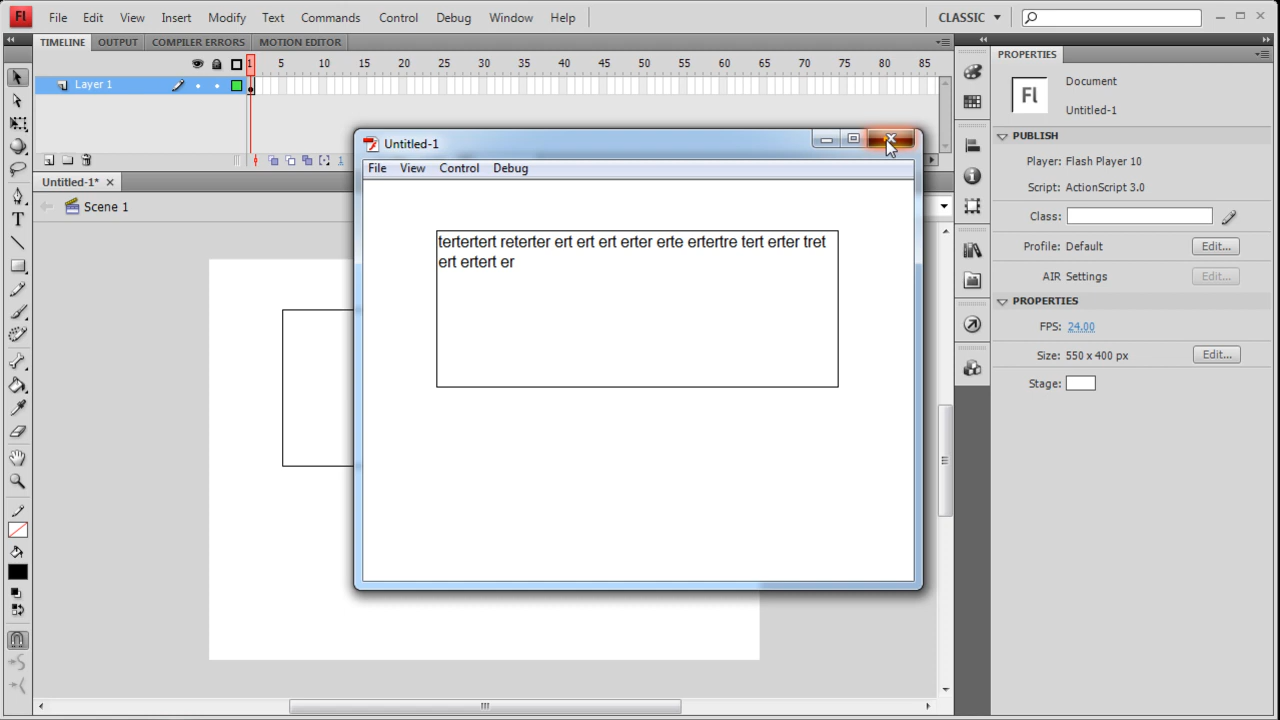 Fl File Edit View Insert Modify Text Commands Control Debug Window Help CLASSIC
TIMELINE OUTPUT COMPILER ERRORS MOTION EDITOR
PROPERTIES
1 10 15 20 25 30 35 40 45 50 55 60 65 70 75 80 85
Layer 1
Fl
Document
Untitled-1
PUBLISH
Player: Flash Player 10
Script: ActionScript 3.0
Class:
Profile: Default Edit...
AIR Settings Edit...
PROPERTIES
FPS: 24.00
Size: 550 x 400 px Edit...
Stage:
1
Untitled-1*
Scene 1
T
Untitled-1
File View Control Debug
tertertert reterter ert ert ert erter erte ertertre tert erter tret
ert ertert er